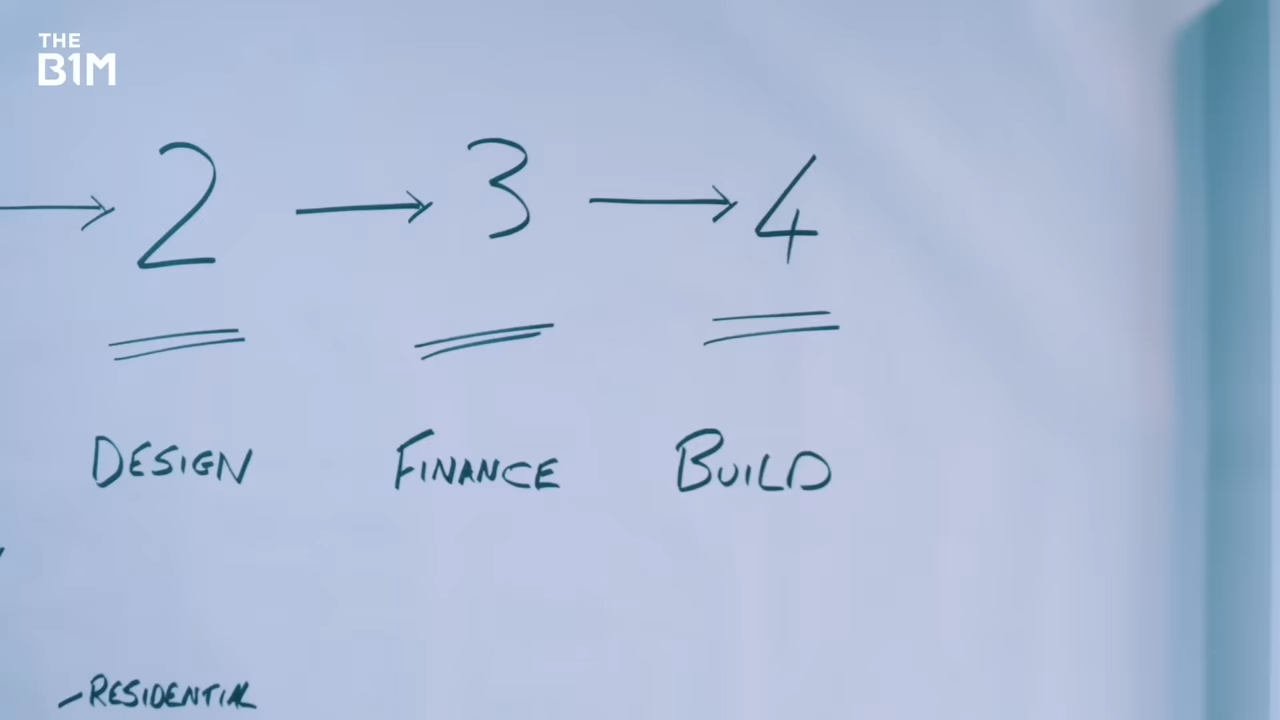 THE
B1M
→ 2 → 3 → 4
DESIGN FINANCE BUILD
-RESIDENTIAL